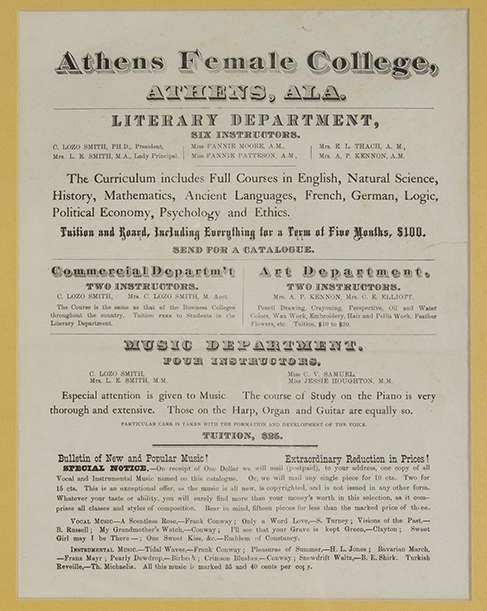 Athens Female College,
ATHENS, ALA.
LITERARY DEPARTMENT,
SIX INSTRUCTORS.
C. LOZO SMITH, PH.D., President,
Mrs. L. E. SMITH, M.A., Lady Principal.
Miss FANNIE MOORE, A.M.,
Miss FANNIE PATTESON, A.M.,
Mrs. E. L. THACH, A. M.,
Mrs. A. P. KENNON, A.M.
The Curriculum includes Full Courses in English, Natural Science,
History, Mathematics, Ancient Languages, French, German, Logic,
Political Economy, Psychology and Ethics.
Tuition and Board, Including Everything for a Term of Five Months, $100.
SEND FOR A CATALOGUE.
Commercial Departm't
TWO INSTRUCTORS.
C. LOZO SMITH, Mrs. C. LOZO SMITH, M. Acct.
The Course is the same as that of the Business Colleges
throughout the country. Tuition FREE to Students in the
Literary Department.
Art Department,
TWO INSTRUCTORS.
Mrs. A. P. KENNON, Mrs. C. E. ELLIOTT.
Pencil Drawing, Crayoning, Perspective, Oil and Water
Colors, Wax Work, Embroidery, Hair and Pellis Work, Feather
Flowers, etc. Tuition, $10 to $20.
MUSIC DEPARTMENT.
FOUR INSTRUCTORS,
C. LOZO SMITH,
Mrs. L. E. SMITH, M.M.
Miss C. V. SAMUEL,
Miss JESSIE HOUGHTON, M.M.
Especial attention is given to Music. The course of Study on the Piano is very
thorough and extensive. Those on the Harp, Organ and Guitar are equally so.
PARTICULAR CARE IS TAKEN WITH THE FORMATION AND DEVELOPMENT OF THE VOICE.
TUITION, $25.
Bulletin of New and Popular Music! Extraordinary Reduction in Prices!
SPECIAL NOTICE.—On receipt of One Dollar we will mail (postpaid), to your address, one copy of all
Vocal and Instrumental Music named on this catalogue. Or, we will mail any single piece for 10 cts. Two for
15 cts. This is an exceptional offer, as the music is all new, is copyrighted, and is not issued in any other form.
Whatever your taste or ability, you will surely find more than your money's worth in this selection, as it com-
prises all classes and styles of composition. Bear in mind, fifteen pieces for less than the marked price of three.
VOCAL MUSIC—A Scentless Rose,—Frank Conway; Only a Word Love,—S. Turney; Visions of the Past,—
B. Russell; My Grandmother's Watch,—Conway; I'll see that your Grave is kept Green,—Clayton; Sweet
Girl may I be There—; One Sweet Kiss, &c.—Emblem of Constancy.
INSTRUMENTAL MUSIC.—Tidal Waves,—Frank Conway; Pleasures of Summer,—H. L. Jones; Bavarian March,
—Franz Mayr; Pearly Dewdrop,— Crimson Blushes,—Conway; Snowdrift Waltz,—B. E. Shirk. Turkish
Reveille,—Th. Michaelis. All this music is marked 35 and 40 cents per copy.